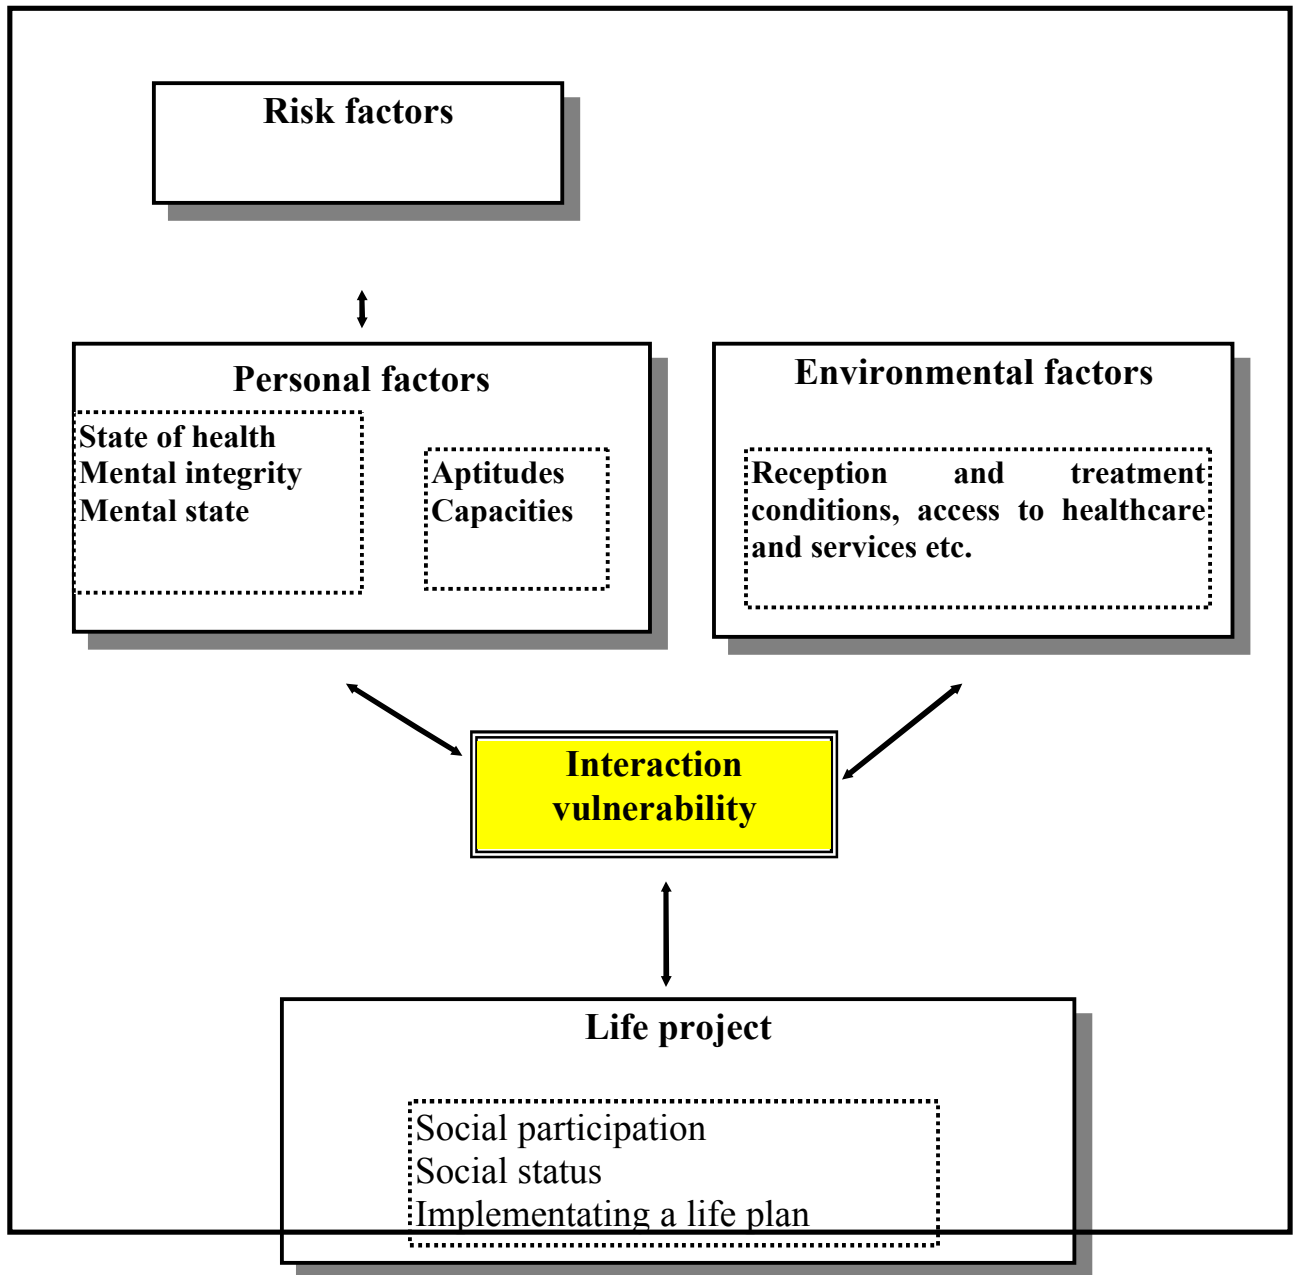 Risk factors
Personal factors
State of health
Mental integrity
Mental state
Aptitudes
Capacities
Environmental factors
Reception and treatment
conditions, access to healthcare
and services etc.
Interaction
vulnerability
Life project
Social participation
Social status
Implementating a life plan